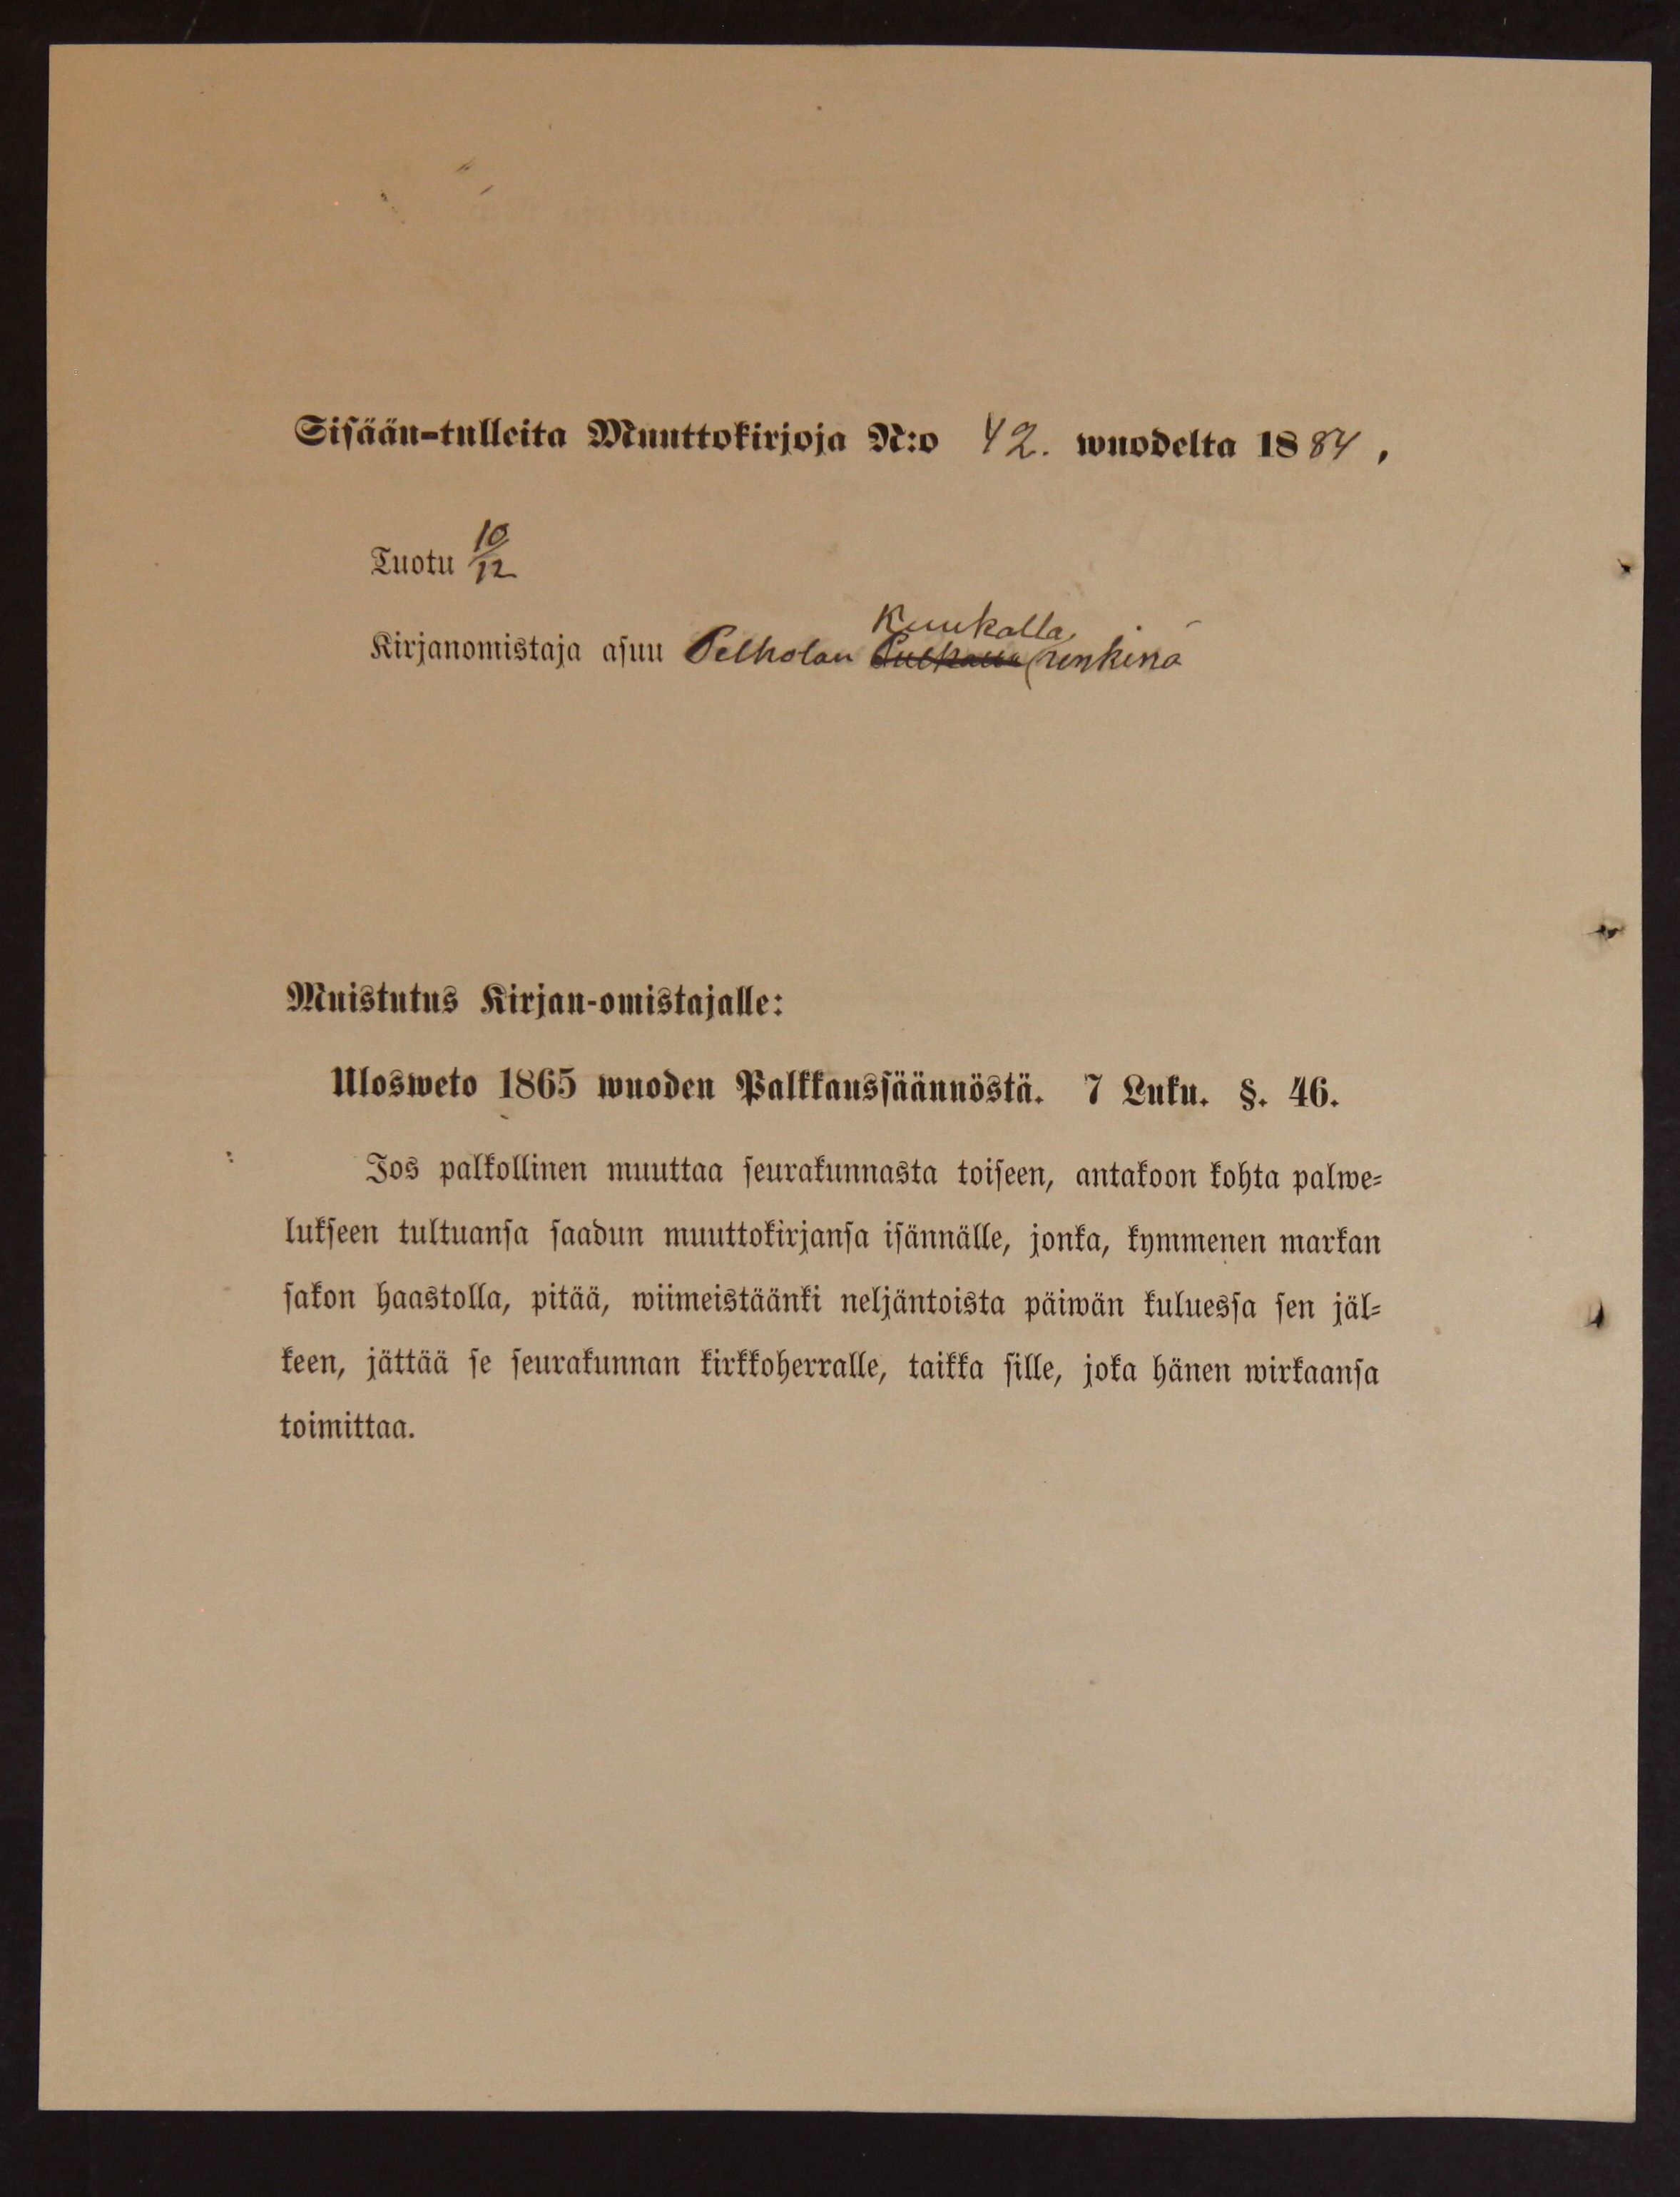 Sisään-tulleita Muuttokirjoja N:o 42. wuodelta 1884,
Tuotu 10/12
Kuukalla
Kirjanomistaja asuu Pelholan renkinä
Muistutus Kirjan-omistajalle:
Ulosweto 1865 wuoden Palkkaussäännöstä. 7 Luku. §. 46.
Jos palkollinen muuttaa seurakunnasta toiseen, antakoon kohta palwe-
lukseen tultuansa saadun muuttokirjansa isännälle, jonka, kymmenen markan
sakon haastolla, pitää, wiimeistäänki neljäntoista päiwän kuluessa sen jäl-
keen, jättää se seurakunnan kirkkoherralle, taikka sille, joka hänen wirkaansa
toimittaa.